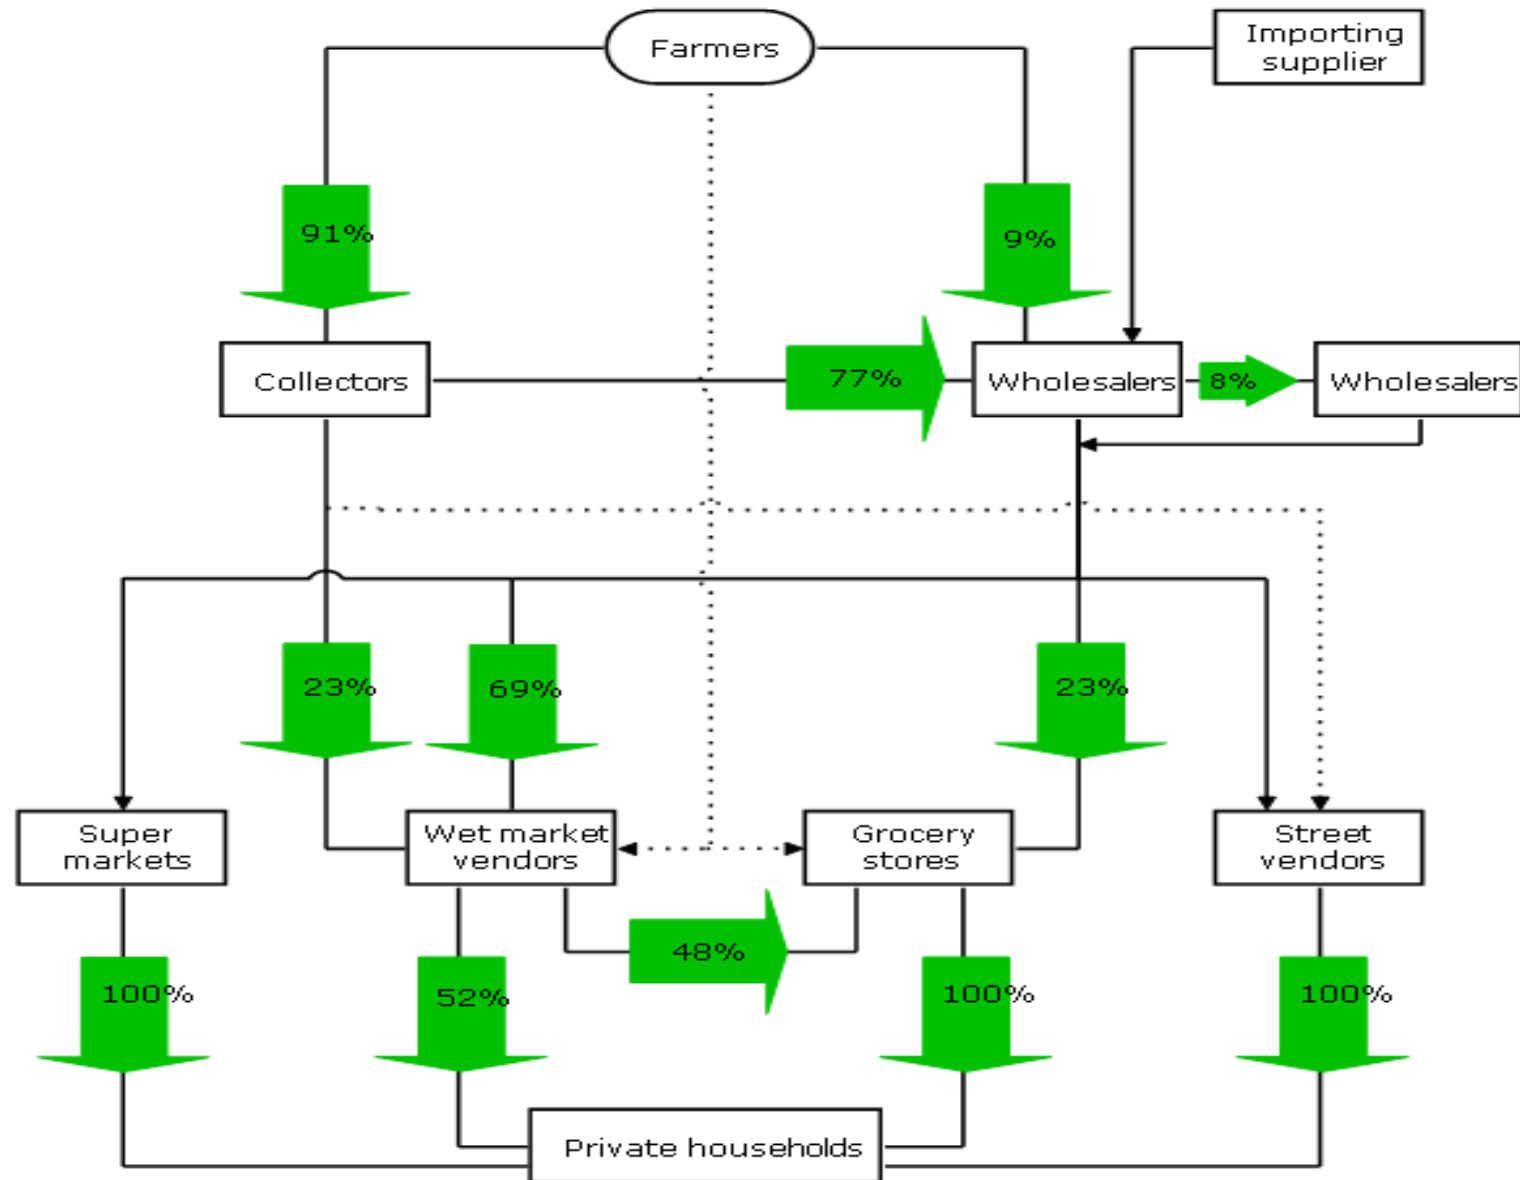 Farmers
Importing
supplier
91%
9%
Collectors
77%
Wholesalers
8%
Wholesalers
23%
69%
23%
Super
markets
Wet market
vendors
Grocery
stores
Street
vendors
48%
100%
52%
100%
100%
Private households